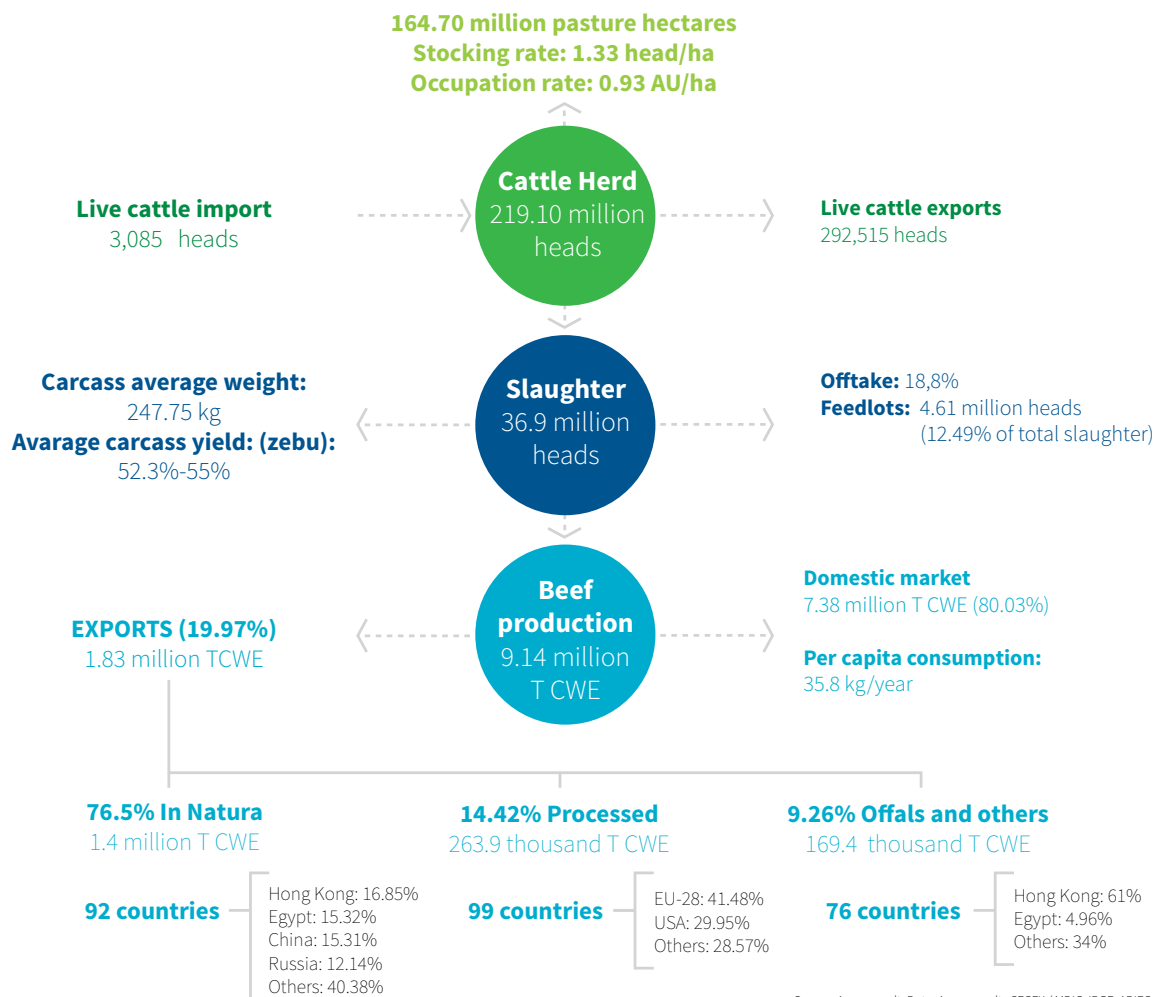 164.70 million pasture hectares
Stocking rate: 1.33 head/ha
Occupation rate: 0.93 AU/ha
Cattle Herd
219.10 million
heads
Live cattle import
3,085 heads
Live cattle exports
292,515 heads
Slaughter
36.9 million
heads
Carcass average weight:
247.75 kg
Avarage carcass yield: (zebu):
52.3%-55%
Offtake: 18,8%
Feedlots: 4.61 million heads
(12.49% of total slaughter)
Beef
production
9.14 million
T CWE
EXPORTS (19.97%)
1.83 million TCWE
Domestic market
7.38 million T CWE (80.03%)
Per capita consumption:
35.8 kg/year
76.5% In Natura
1.4 million T CWE
92 countries
Hong Kong: 16.85%
Egypt: 15.32%
China: 15.31%
Russia: 12.14%
Others: 40.38%
14.42% Processed
263.9 thousand T CWE
99 countries
EU-28: 41.48%
USA: 29.95%
Others: 28.57%
9.26% Offals and others
169.4 thousand T CWE
76 countries
Hong Kong: 61%
Egypt: 4.96%
Others: 34%